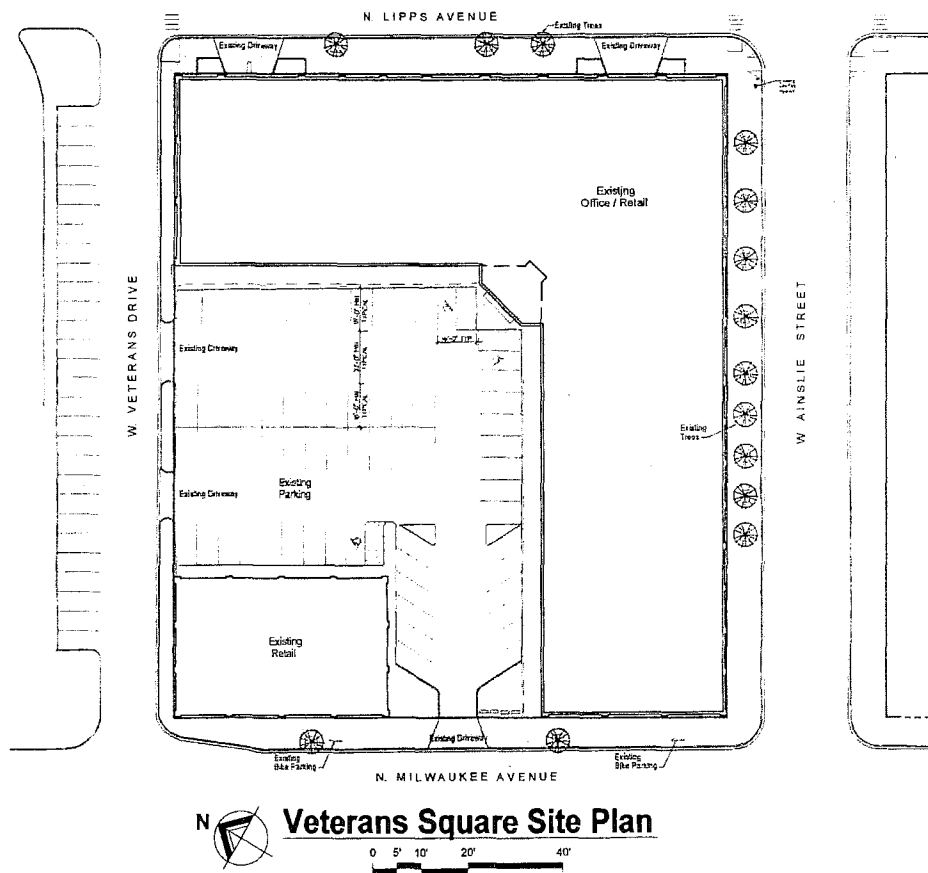 N. LIPPS AVENUE
Existing Trees
Existing Driveway
Existing Driveway
Existing
Office / Retail
W. VETERANS DRIVE
W AINSLIE STREET
Existing Driveway
Existing
Trees
Existing Driveway
Existing
Parking
Existing
Retail
Existing Driveway
Existing
Bike Parking
Existing
Bike Parking
N. MILWAUKEE AVENUE
N
Veterans Square Site Plan
0 5' 10' 20' 40'